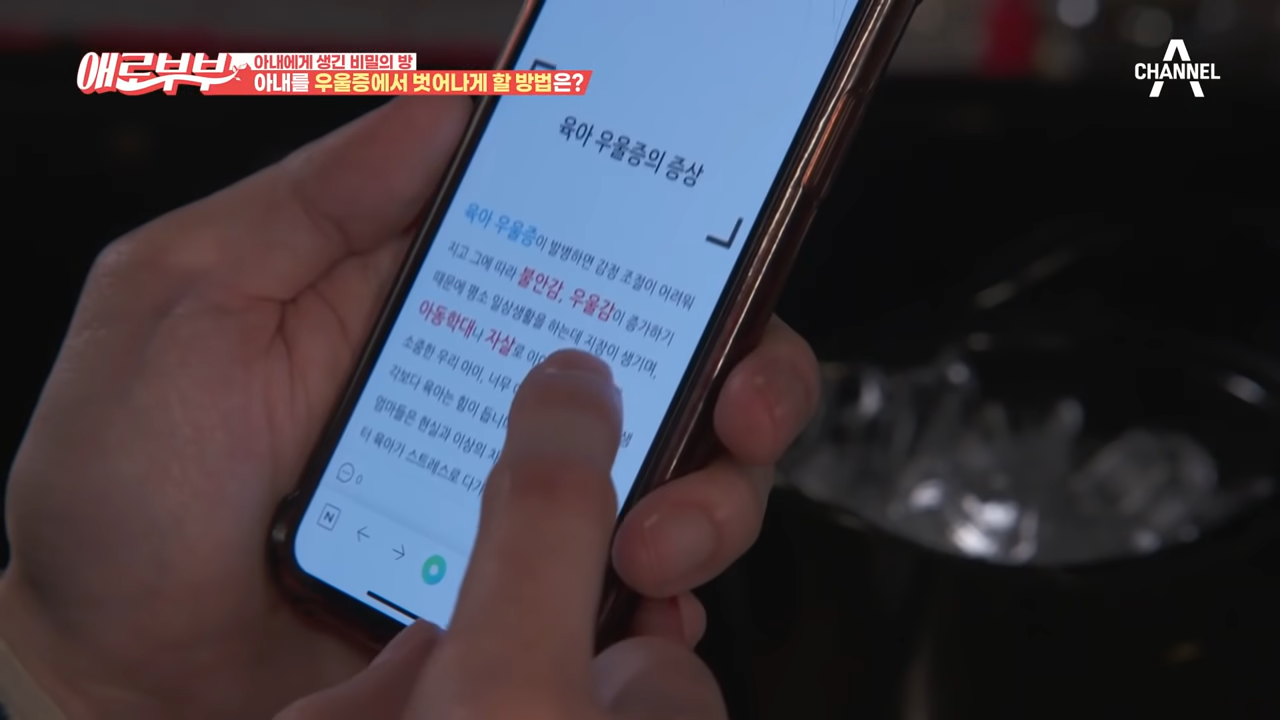 애로부부
아내에게 생긴 비밀의 방
아내를 우울증에서 벗어나게 할 방법은?
CHANNEL A
육아 우울증의 증상
육아 우울증이 발병하면 감정 조절이 어려워
지고 그에 따라 불안감, 우울감이 증가하기
때문에 평소 일상생활을 하는데 지장이 생기며,
아동학대나 자살로
소중한 우리 아이, 너무
각보다 육아는 힘이 듭니
엄마들은 현실과 이상의
터 육아가 스트레스로
0
N